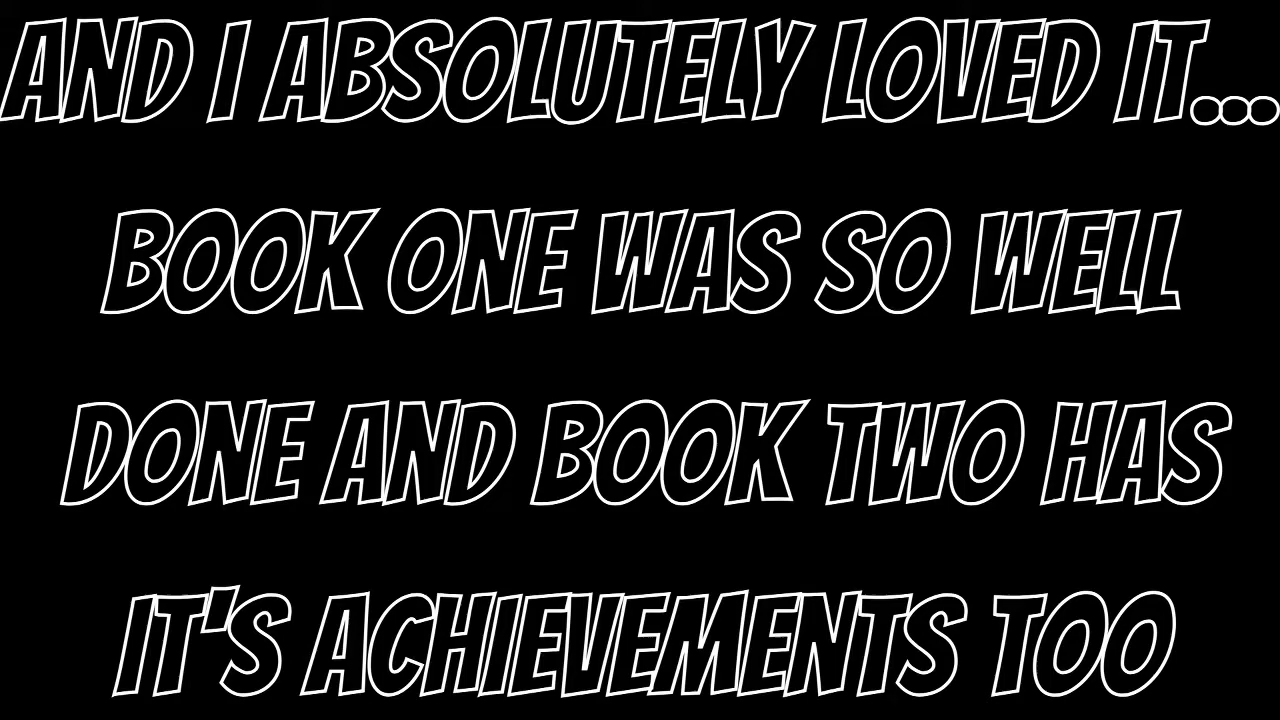 AND I ABSOLUTELY LOVED IT...
BOOK ONE WAS SO WELL
DONE AND BOOK TWO HAS
IT'S ACHIEVEMENTS TOO